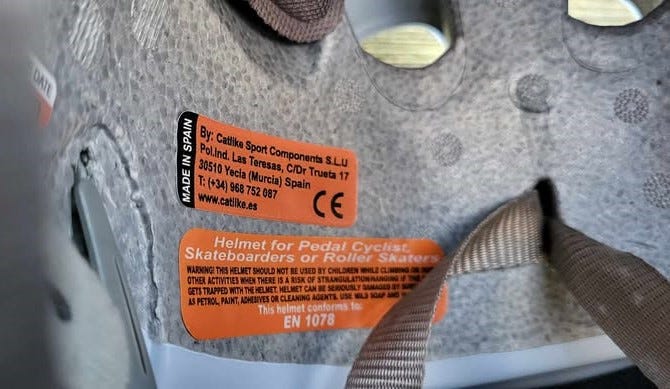 DATI
MADE IN SPAIN
By: Catlike Sport Components S.L.U
Pol.Ind. Las Teresas, C/Dr Trueta 17
30510 Yecla (Murcia) Spain
T: (+34) 968 752 087
www.catlike.es
CE
Helmet for Pedal Cyclist,
Skateboarders or Roller Skaters
WARNING! THIS HELMET SHOULD NOT BE USED BY CHILDREN WHILE CLIMBING OR
OTHER ACTIVITIES WHEN THERE IS A RISK OF STRANGULATION/HANGING IF THE
GETS TRAPPED WITH THE HELMET. HELMET CAN BE SERIOUSLY DAMAGED BY
AS PETROL, PAINT, ADHESIVES OR CLEANING AGENTS. USE MILD SOAP AND
This helmet conforms to:
EN 1078